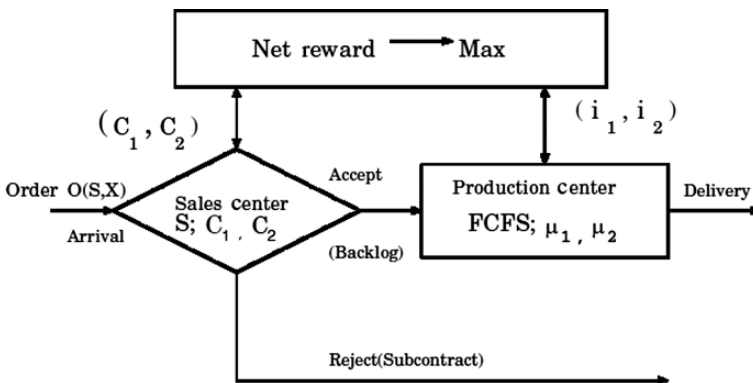 Net reward → Max
(C₁, C₂)
(i₁, i₂)
Order O(S,X)
Arrival
Sales center
S; C₁, C₂
Accept
(Backlog)
Production center
FCFS; μ₁, μ₂
Delivery
Reject(Subcontract)